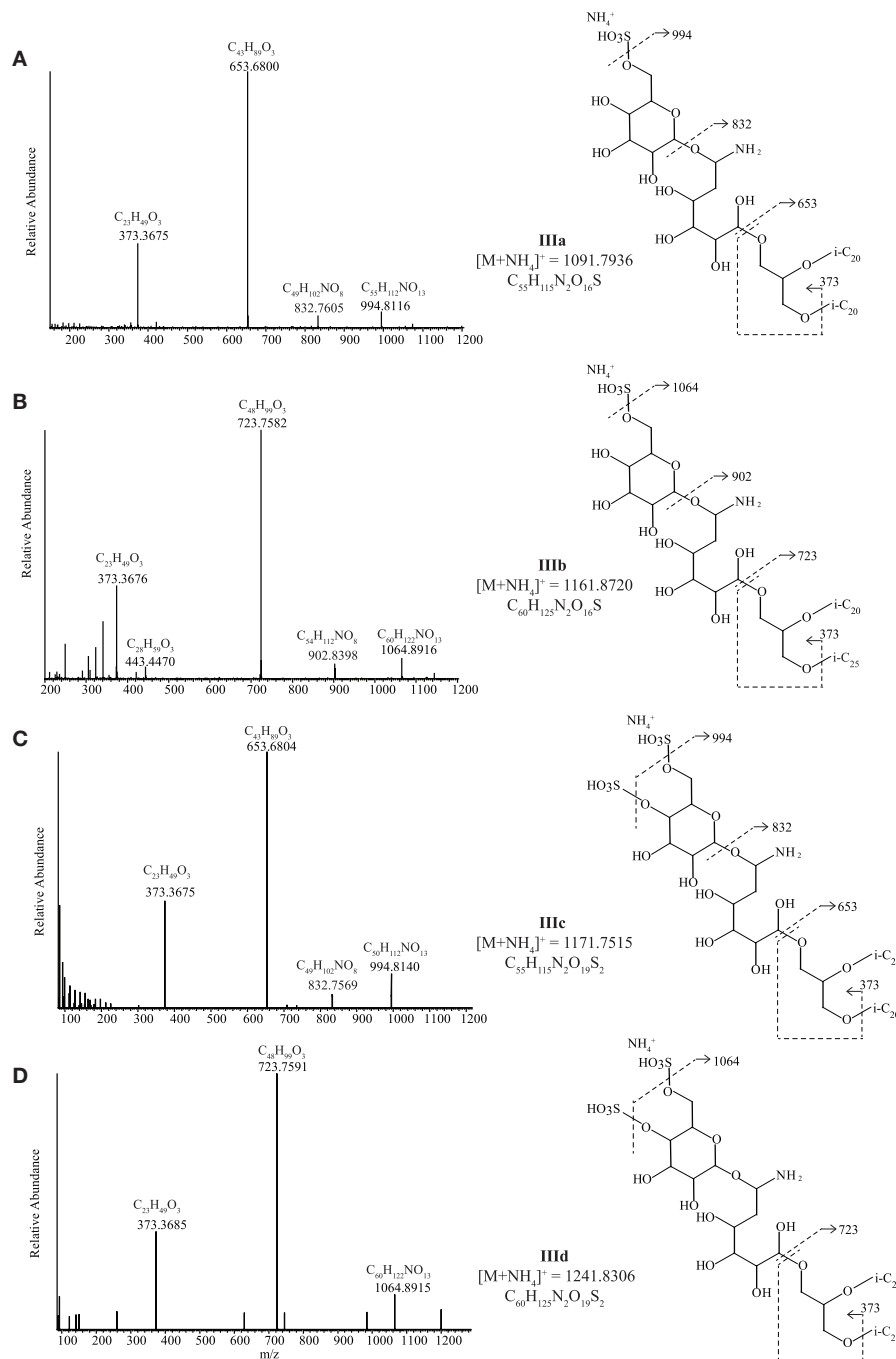 A
Relative Abundance
C₄₃H₈₉O₃
653.6800
C₂₃H₄₉O₃
373.3675
C₄₉H₁₀₂NO₈
832.7605
C₅₅H₁₁₂NO₁₃
994.8116
200 300 400 500 600 700 800 900 1000 1100 1200
NH₄⁺
HO₃S
994
O
HO
O
832
HO
O
NH₂
HO
HO
OH
653
HO
O
OH
O
i-C₂₀
373
O
i-C₂₀
IIIa
[M+NH₄]⁺ = 1091.7936
C₅₅H₁₁₅N₂O₁₆S
B
Relative Abundance
C₄₈H₉₉O₃
723.7582
C₂₃H₄₉O₃
373.3676
C₂₈H₅₉O₃
443.4470
C₅₄H₁₁₂NO₈
902.8398
C₆₀H₁₂₂NO₁₃
1064.8916
200 300 400 500 600 700 800 900 1000 1100 1200
NH₄⁺
HO₃S
1064
O
HO
O
902
HO
O
NH₂
HO
HO
OH
723
HO
O
OH
O
i-C₂₀
373
O
i-C₂₅
IIIb
[M+NH₄]⁺ = 1161.8720
C₆₀H₁₂₅N₂O₁₆S
C
Relative Abundance
C₄₃H₈₉O₃
653.6804
C₂₃H₄₉O₃
373.3675
C₄₉H₁₀₂NO₈
832.7569
C₅₀H₁₁₂NO₁₃
994.8140
100 200 300 400 500 600 700 800 900 1000 1100 1200
NH₄⁺
HO₃S
994
HO₃S
O
O
O
832
HO
O
NH₂
HO
HO
OH
653
HO
O
OH
O
i-C₂
373
O
i-C₂₀
IIIc
[M+NH₄]⁺ = 1171.7515
C₅₅H₁₁₅N₂O₁₉S₂
D
Relative Abundance
C₄₈H₉₉O₃
723.7591
C₂₃H₄₉O₃
373.3685
C₆₀H₁₂₂NO₁₃
1064.8915
100 200 300 400 500 600 700 800 900 1000 1100 1200
m/z
NH₄⁺
HO₃S
1064
HO₃S
O
O
O
HO
O
NH₂
HO
HO
OH
723
HO
O
OH
O
i-C₂
373
O
i-C₂
IIId
[M+NH₄]⁺ = 1241.8306
C₆₀H₁₂₅N₂O₁₉S₂